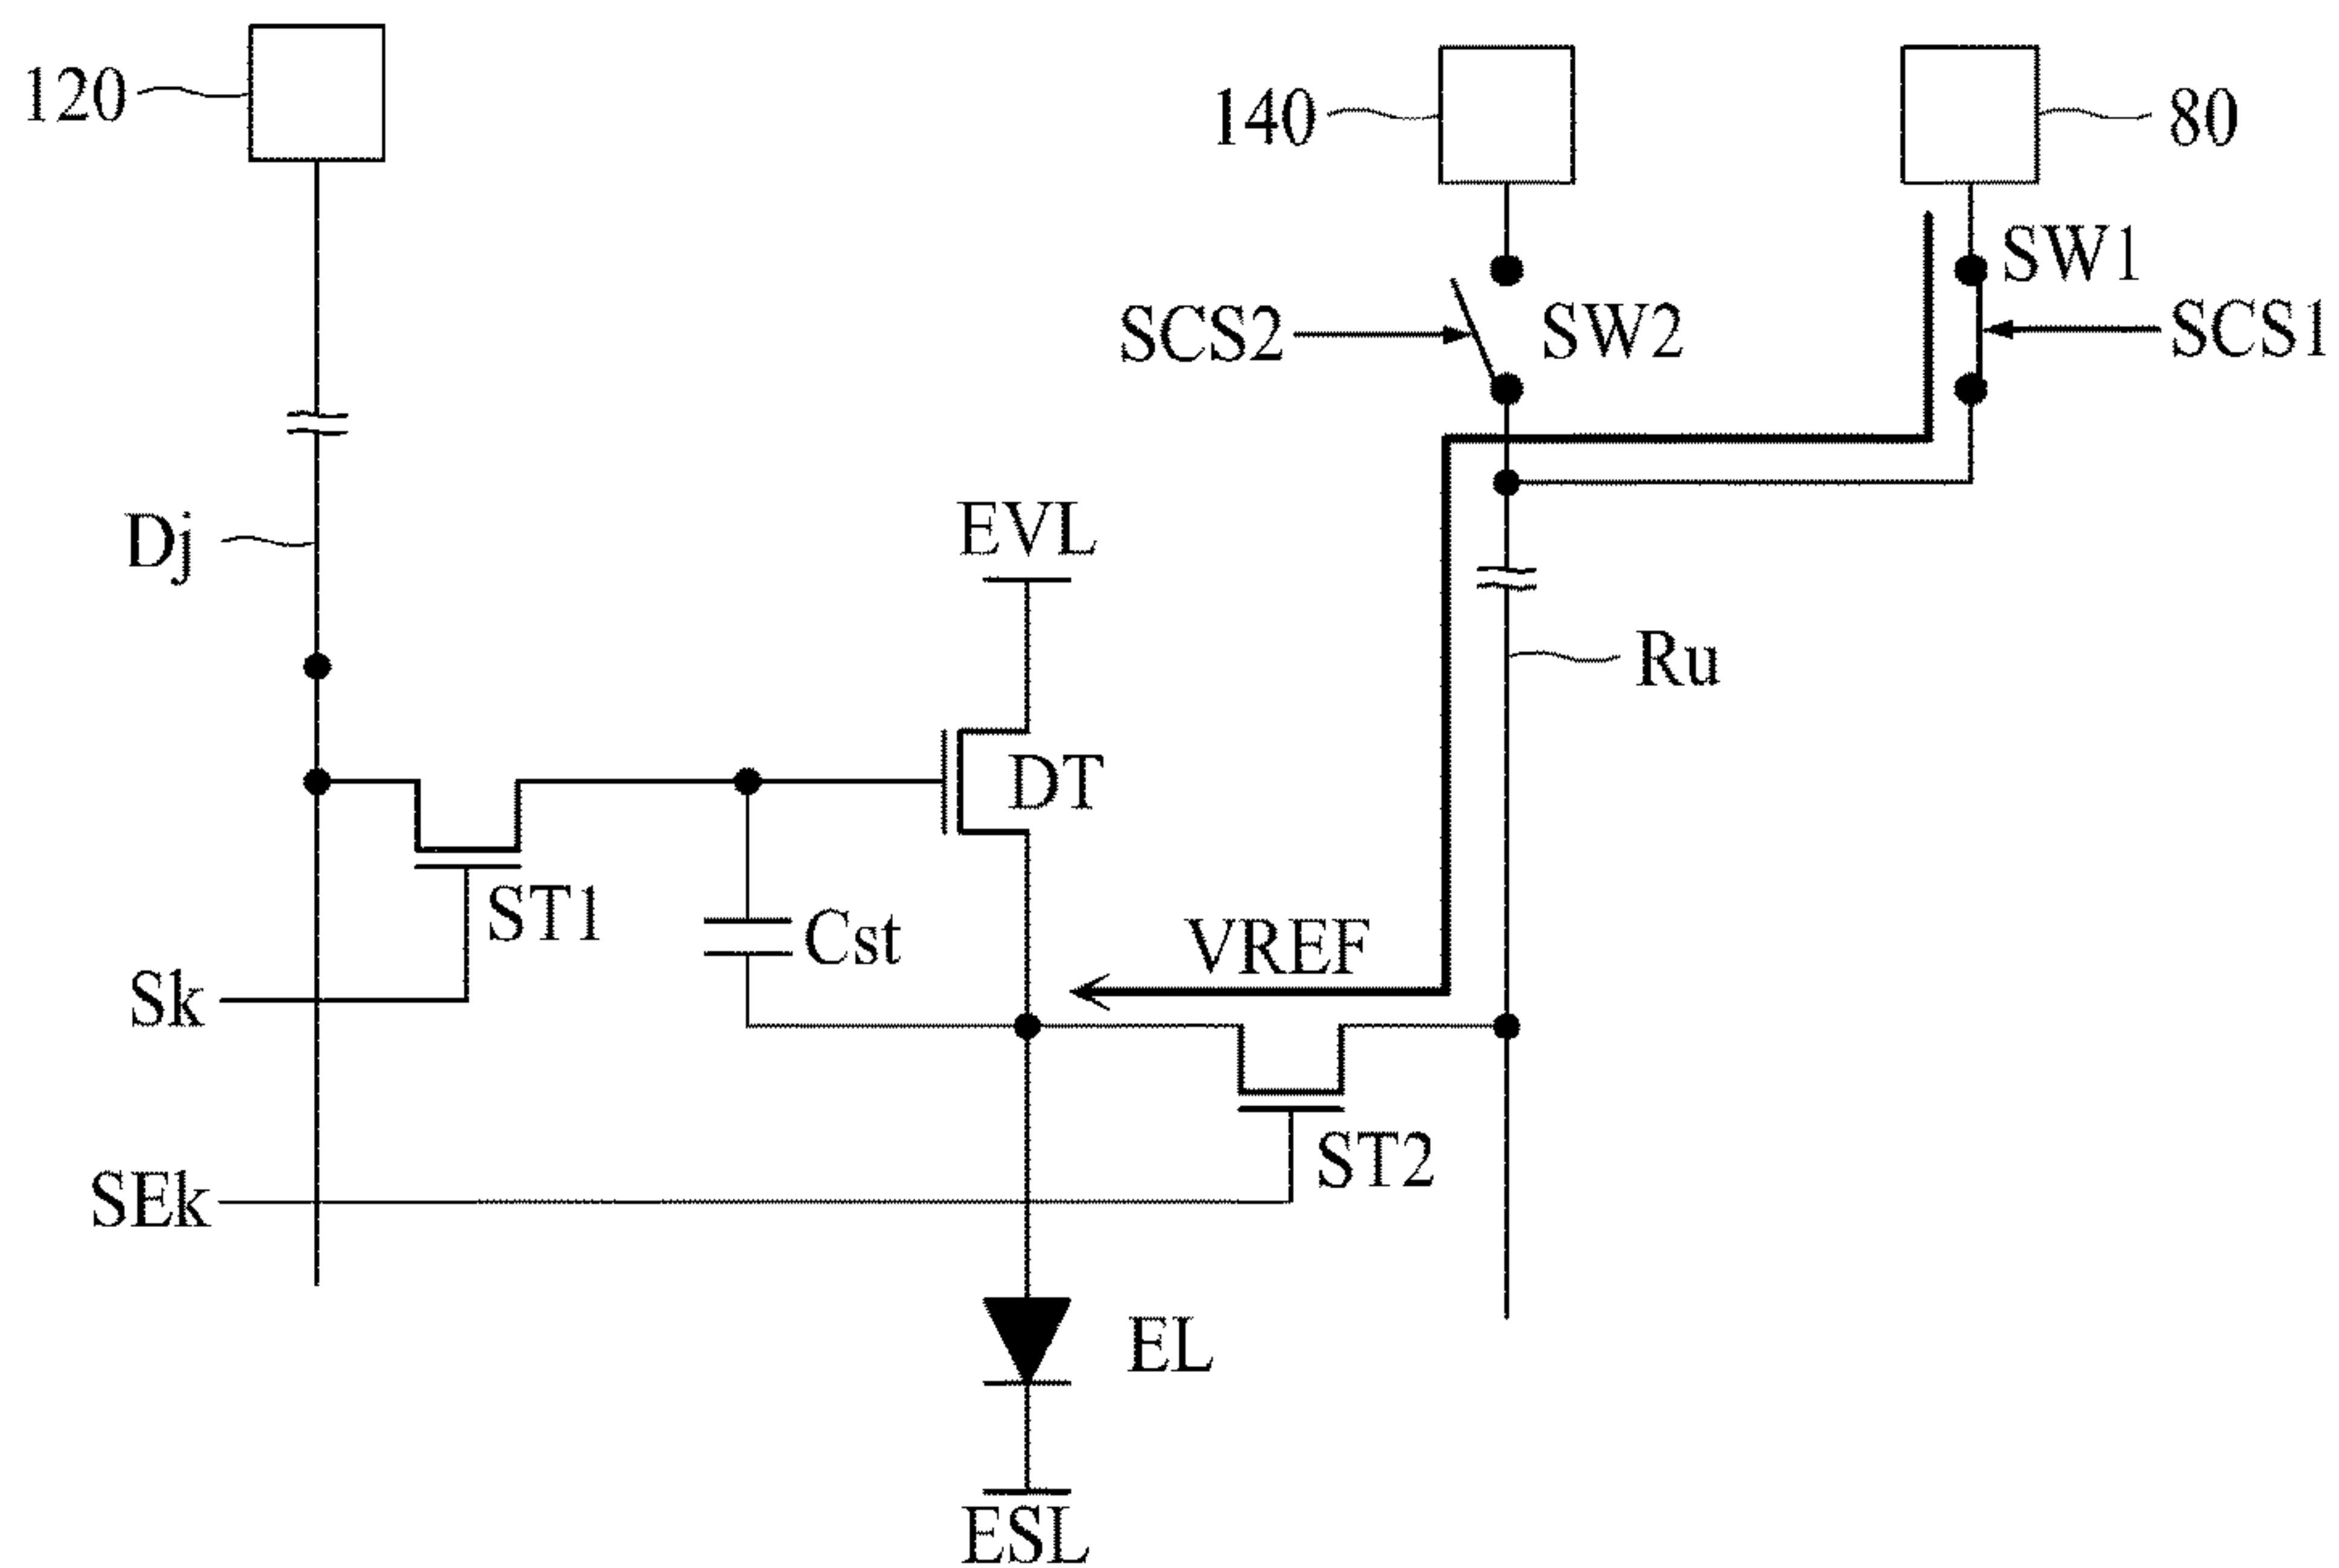 120
140
80
SW1
SCS2
SW2
SCS1
Dj
EVL
Ru
DT
ST1
Cst
VREF
Sk
ST2
SEk
EL
ESL